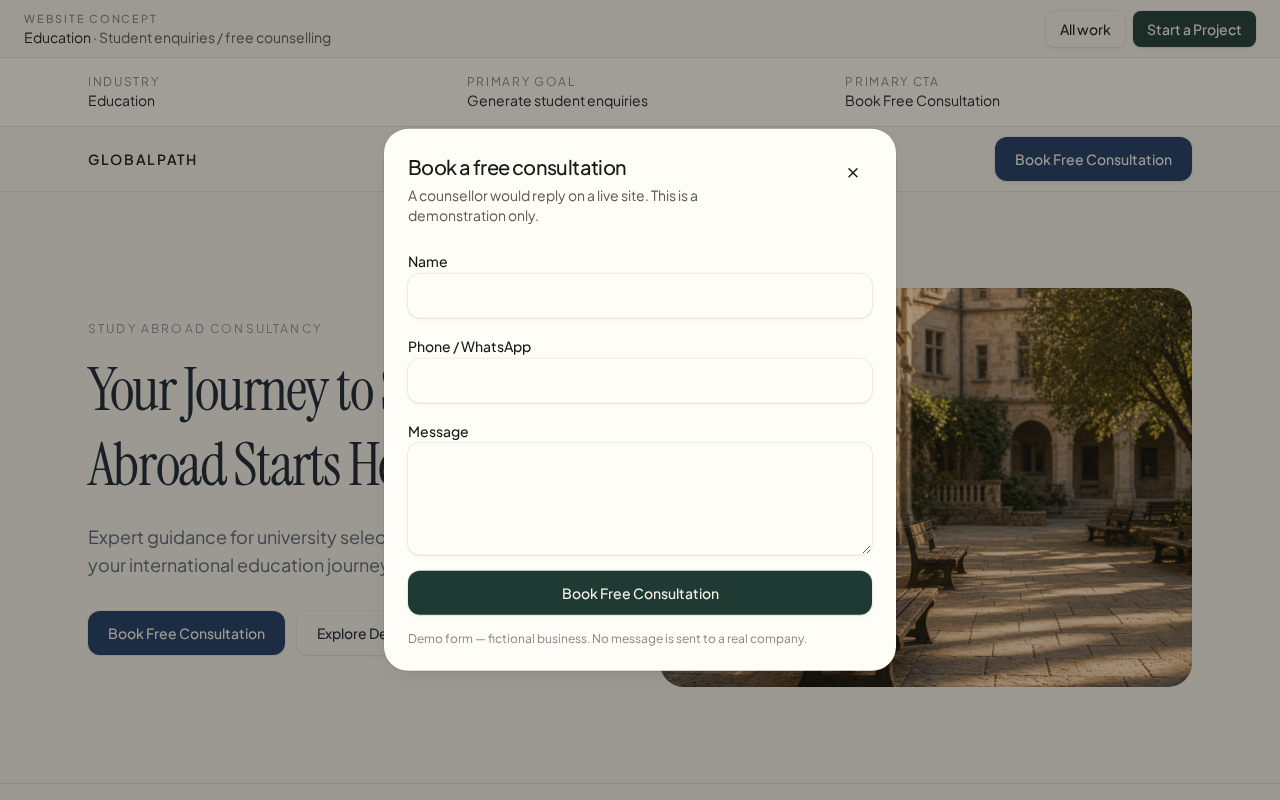 WEBSITE CONCEPT
Education · Student enquiries / free counselling
All work
Start a Project
INDUSTRY
Education
PRIMARY GOAL
Generate student enquiries
PRIMARY CTA
Book Free Consultation
GLOBALPATH
Book Free Consultation
STUDY ABROAD CONSULTANCY
Your Journey to
Abroad Starts
Expert guidance for university
your international education journey
Book Free Consultation
Explore
Book a free consultation
A counsellor would reply on a live site. This is a
demonstration only.
Name
Phone / WhatsApp
Message
Book Free Consultation
Demo form — fictional business. No message is sent to a real company.